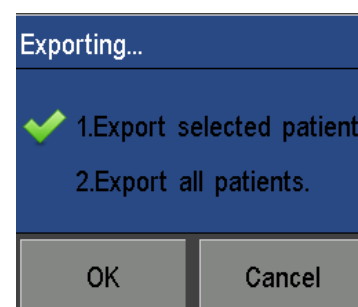 Exporting...
1.Export selected patient
2.Export all patients.
OK
Cancel